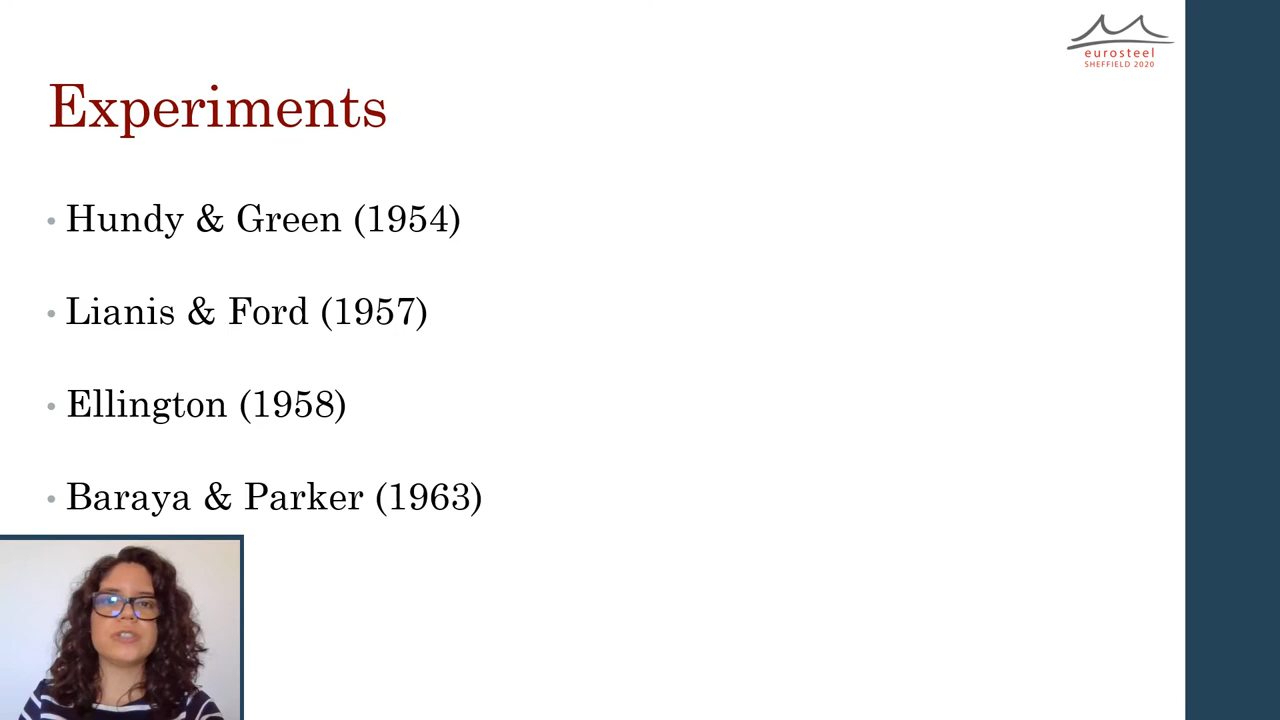 eurosteel
SHEFFIELD 2020
Experiments
• Hundy & Green (1954)
• Lianis & Ford (1957)
• Ellington (1958)
• Baraya & Parker (1963)